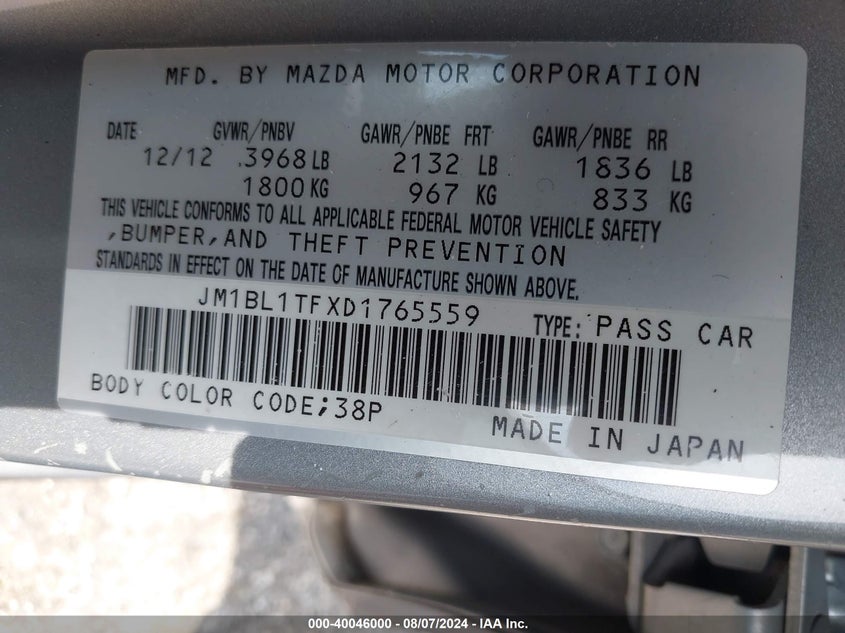 MFD. BY MAZDA MOTOR CORPORATION
DATE GVWR/PNBV GAWR/PNBE FRT GAWR/PNBE RR
12/12 3968 LB 2132 LB 1836 LB
1800 KG 967 KG 833 KG
THIS VEHICLE CONFORMS TO ALL APPLICABLE FEDERAL MOTOR VEHICLE SAFETY
,BUMPER,AND THEFT PREVENTION
STANDARDS IN EFFECT ON THE DATE OF MANUFACTURE SHOWN ABOVE.
JM1BL1TFXD1765559 TYPE: PASS CAR
BODY COLOR CODE;38P
MADE IN JAPAN
000-40046000 - 08/07/2024 - IAA Inc.